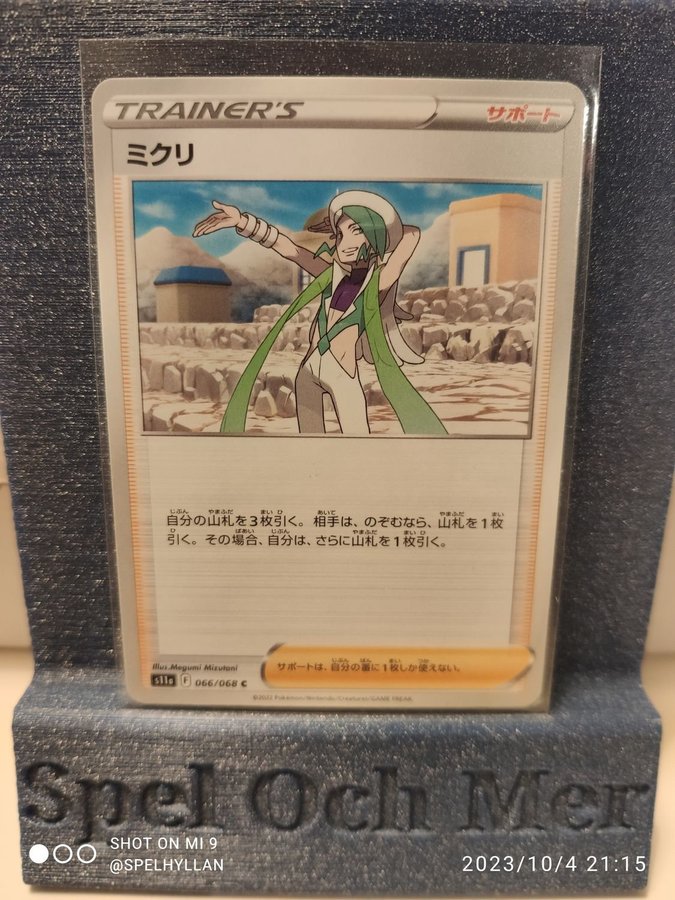 TRAINER'S サポート
ミクリ
自分の山札を3枚引く。相手は、のぞむなら、山札を1枚
引く。その場合、自分は、さらに山札を1枚引く。
Illus. Megumi Mizutani
サポートは、自分の番に1枚しか使えない。
s11a F 066/068 C
©2022 Pokémon/Nintendo/Creatures/GAME FREAK.
Spel Och Mer
SHOT ON MI 9
@SPELHYLLAN
2023/10/4 21:15